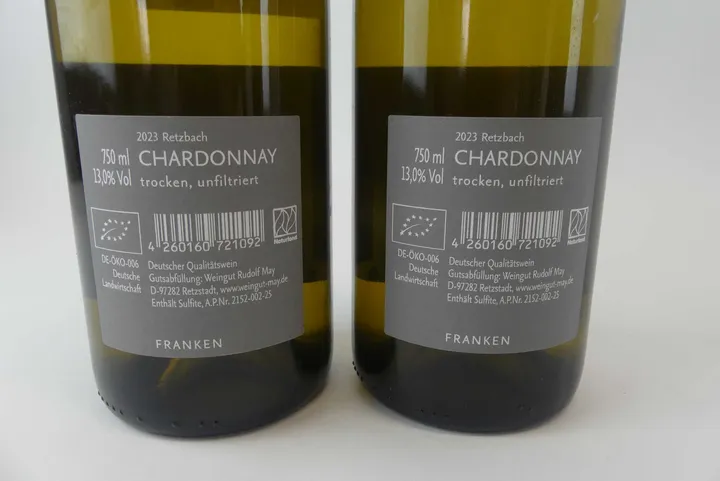 2023 Retzbach
750 ml CHARDONNAY
13,0% Vol trocken, unfiltriert
4 260160 721092
Naturland
DE-ÖKO-006
Deutsche
Landwirtschaft
Deutscher Qualitätswein
Gutsabfüllung: Weingut Rudolf May
D-97282 Retzstadt, www.weingut-may.de
Enthält Sulfite, A.P.Nr. 2152-002-25
FRANKEN
2023 Retzbach
750 ml CHARDONNAY
13,0% Vol trocken, unfiltriert
4 260160 721092
Naturland
DE-ÖKO-006
Deutsche
Landwirtschaft
Deutscher Qualitätswein
Gutsabfüllung: Weingut Rudolf May
D-97282 Retzstadt, www.weingut-may.de
Enthält Sulfite, A.P.Nr. 2152-002-25
FRANKEN